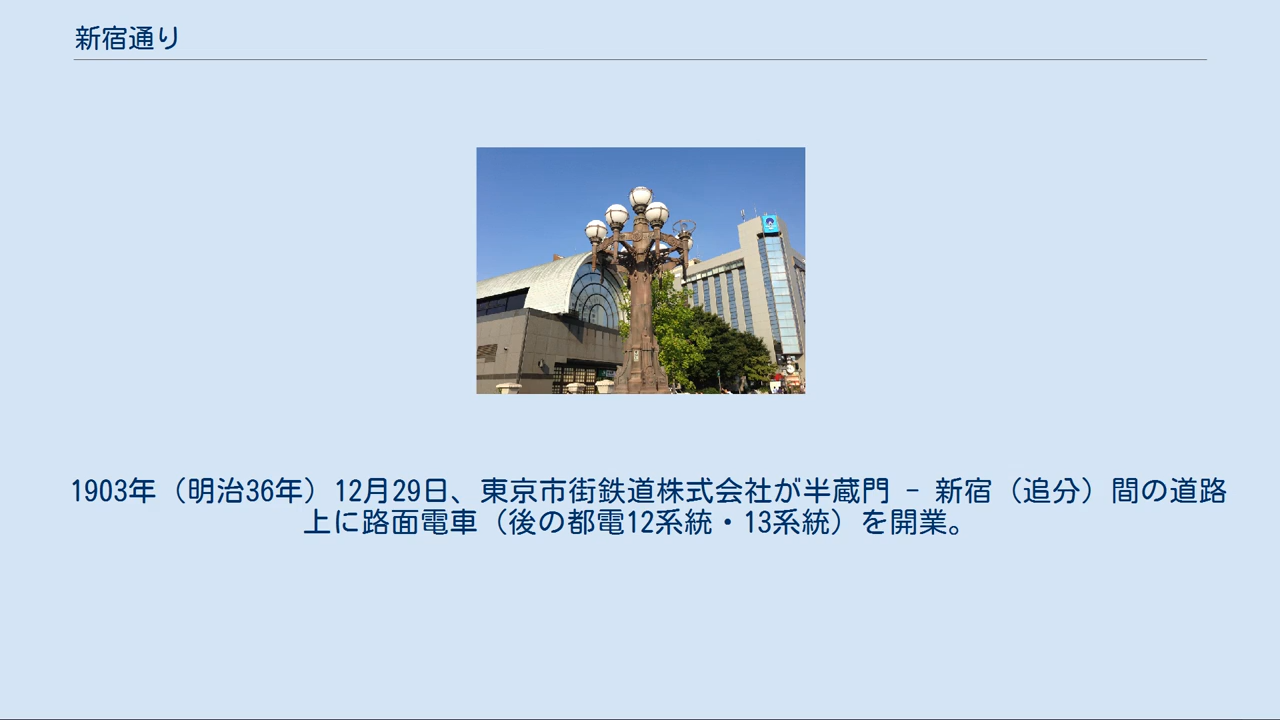 新宿通り
1903年（明治36年）12月29日、東京市街鉄道株式会社が半蔵門 - 新宿（追分）間の道路
上に路面電車（後の都電12系統・13系統）を開業。